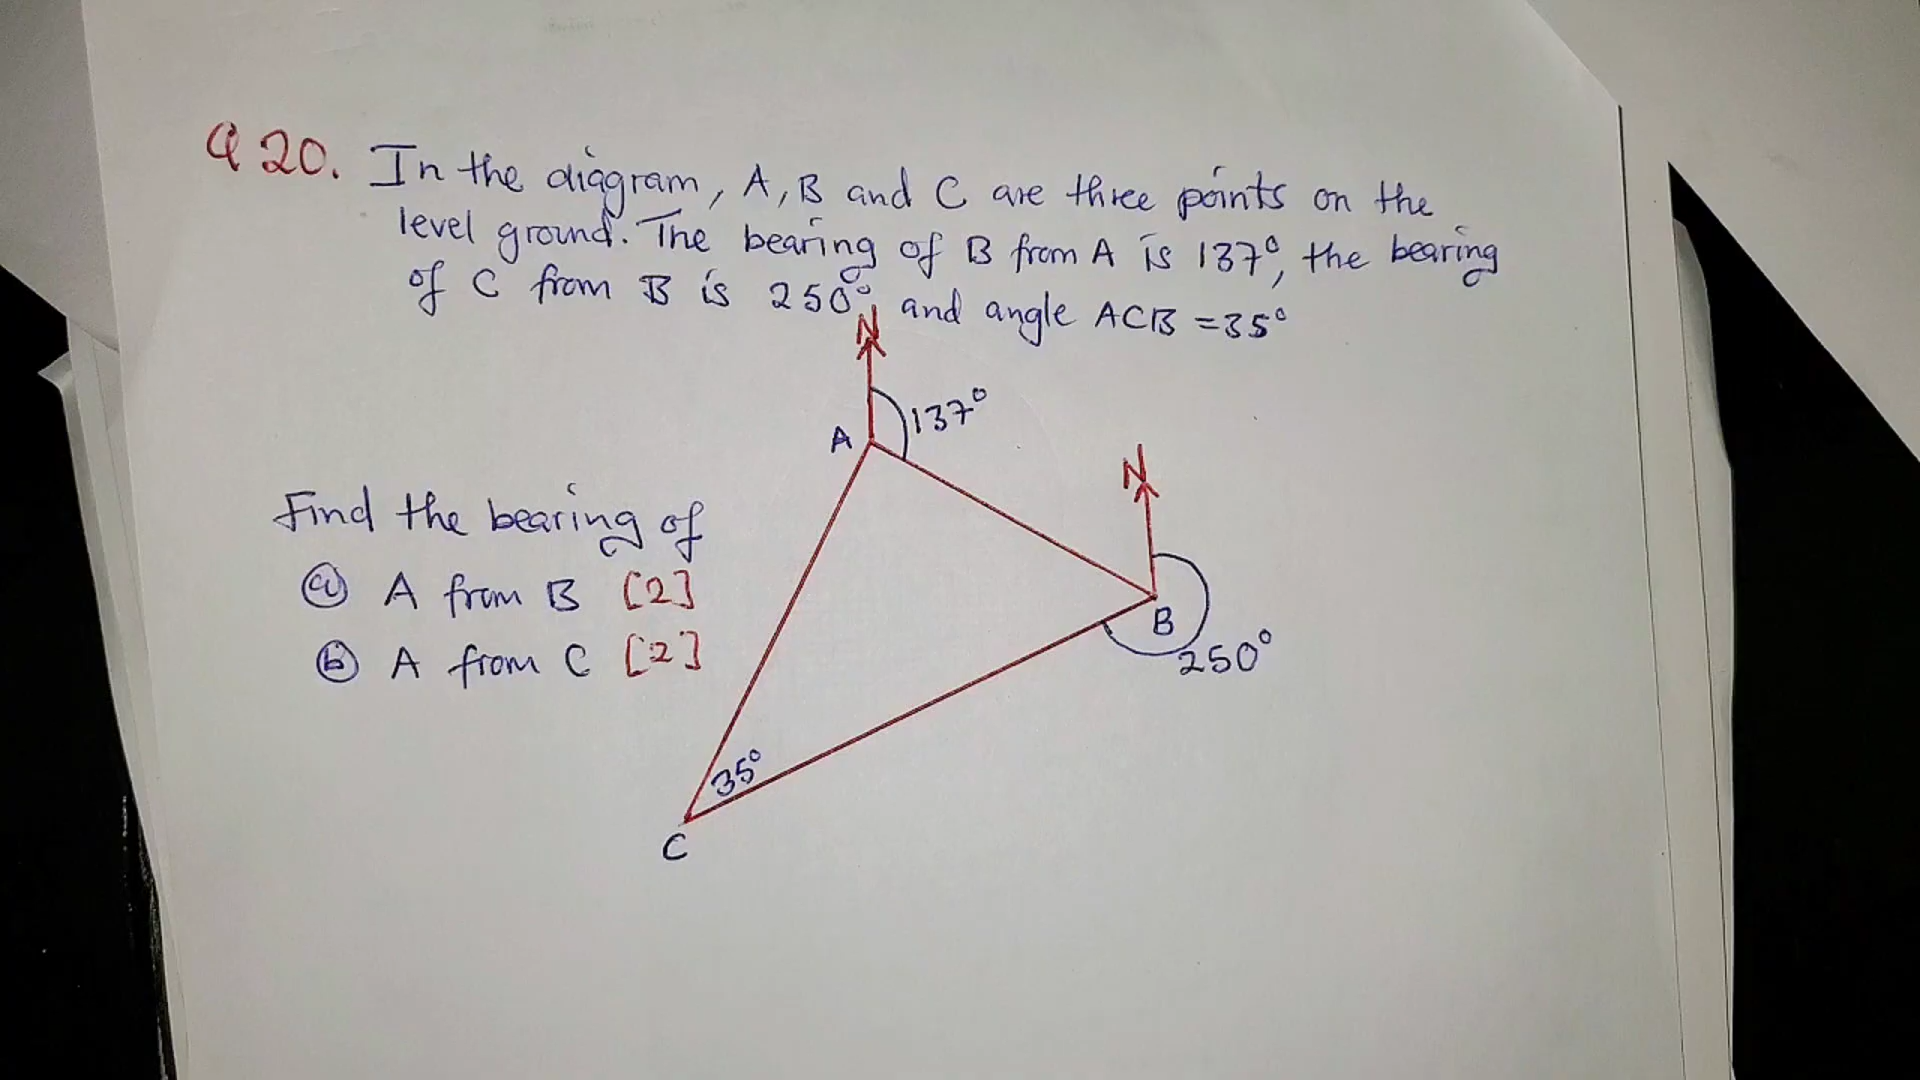 Q 20. In the diagram, A, B and C are three points on the
level ground. The bearing of B from A is 137°, the bearing
of C from B is 250° and angle ACB = 35°
N
A 137°
N
Find the bearing of
(a) A from B [2]
B
(b) A from C [2]
250°
35°
C